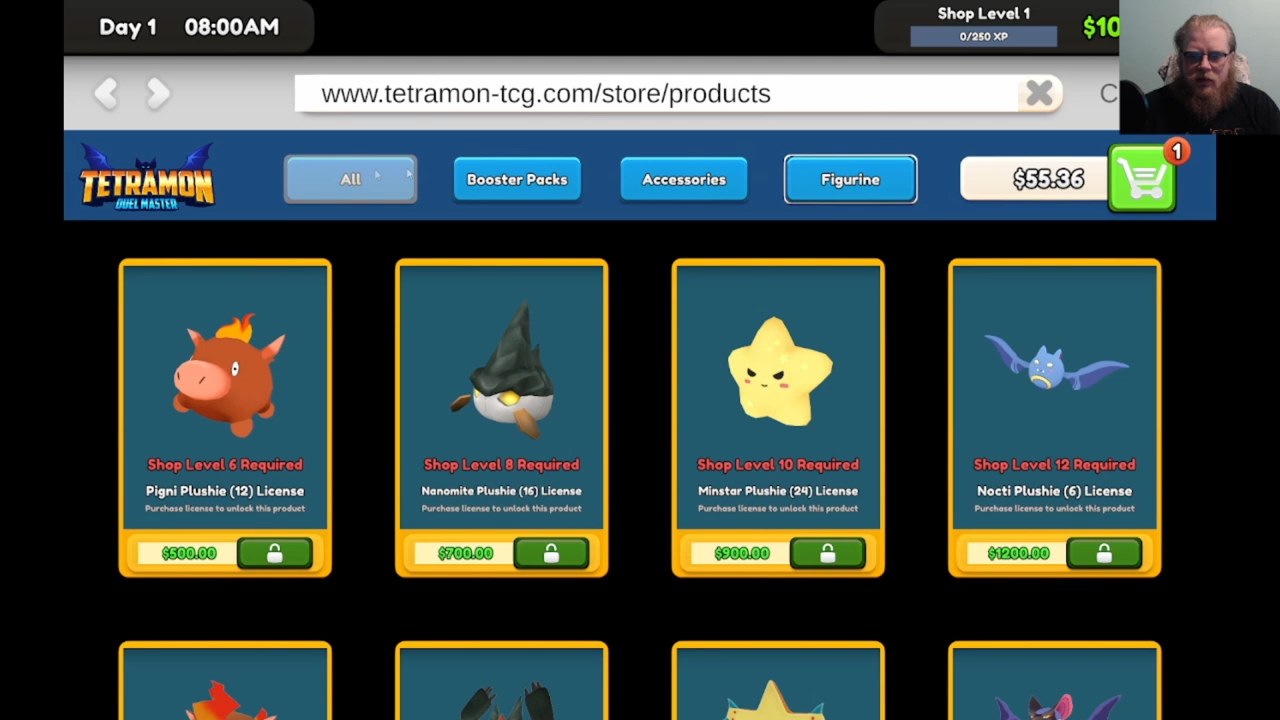 Day 1 08:00AM
Shop Level 1
0/250 XP
$10
www.tetramon-tcg.com/store/products
C
TETRAMON
DUEL MASTER
All
Booster Packs
Accessories
Figurine
$55.36
1
Shop Level 6 Required
Pigni Plushie (12) License
Purchase license to unlock this product
$500.00
Shop Level 8 Required
Nanomite Plushie (16) License
Purchase license to unlock this product
$700.00
Shop Level 10 Required
Minstar Plushie (24) License
Purchase license to unlock this product
$900.00
Shop Level 12 Required
Nocti Plushie (6) License
Purchase license to unlock this product
$1200.00